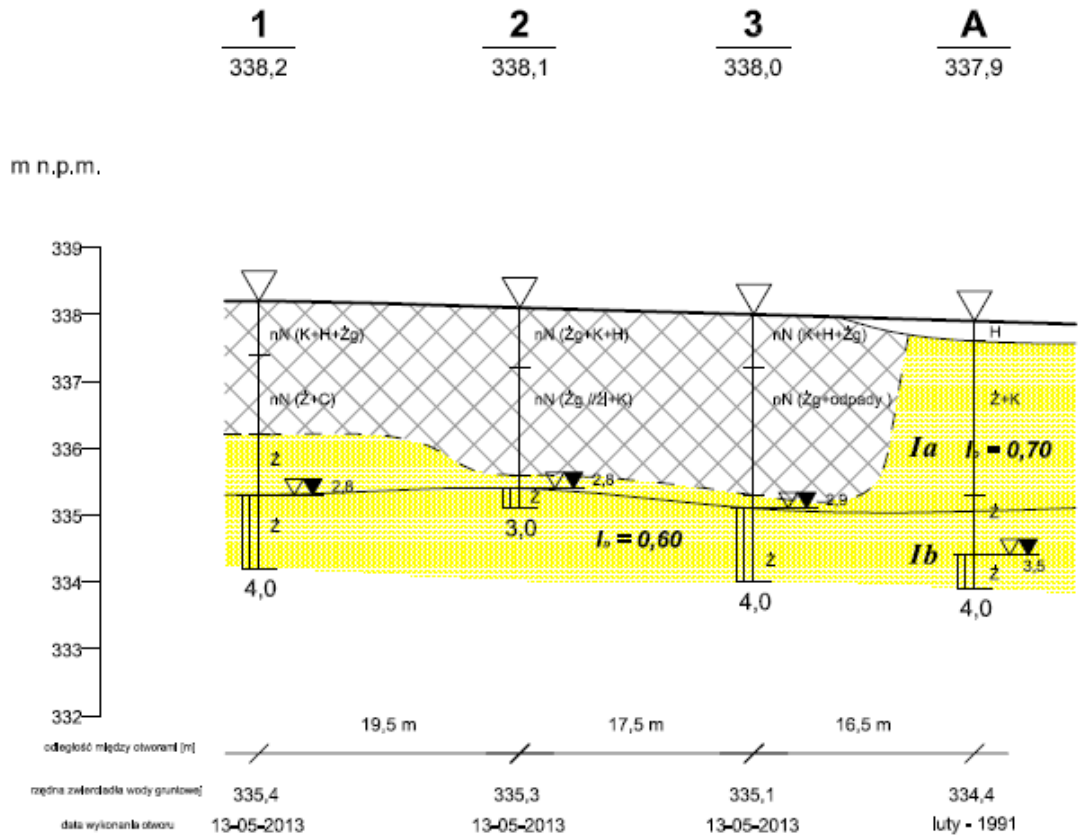 1 2 3 A
338,2 338,1 338,0 337,9
m n.p.m.
339
338
337
336
335
334
333
332
nN (K+H+Żg) nN (Żg+K+H) nN (K+H+Żg) H
nN (Ż+C) nN (Żg //ż|+K) nN (Żg+odpady ) Ż+K
Ia I_D = 0,70
Ż
2,8 2,8 2,9
Ż Ż Ż
3,0 I_D = 0,60 Ib
Ż Ż 3,5
4,0 4,0 4,0
19,5 m 17,5 m 16,5 m
odległość między otworami [m]
rzędna zwierciadła wody gruntowej 335,4 335,3 335,1 334,4
data wykonania otworu 13-05-2013 13-05-2013 13-05-2013 luty - 1991